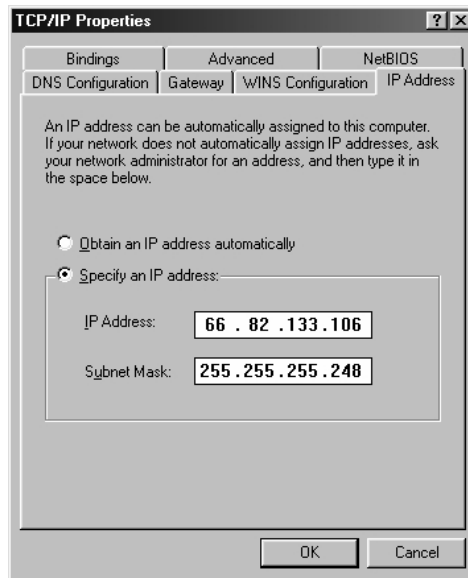 TCP/IP Properties ? X
Bindings Advanced NetBIOS
DNS Configuration Gateway WINS Configuration IP Address
An IP address can be automatically assigned to this computer.
If your network does not automatically assign IP addresses, ask
your network administrator for an address, and then type it in
the space below.
Obtain an IP address automatically
Specify an IP address:
IP Address: 66 . 82 .133.106
Subnet Mask: 255.255.255.248
OK Cancel